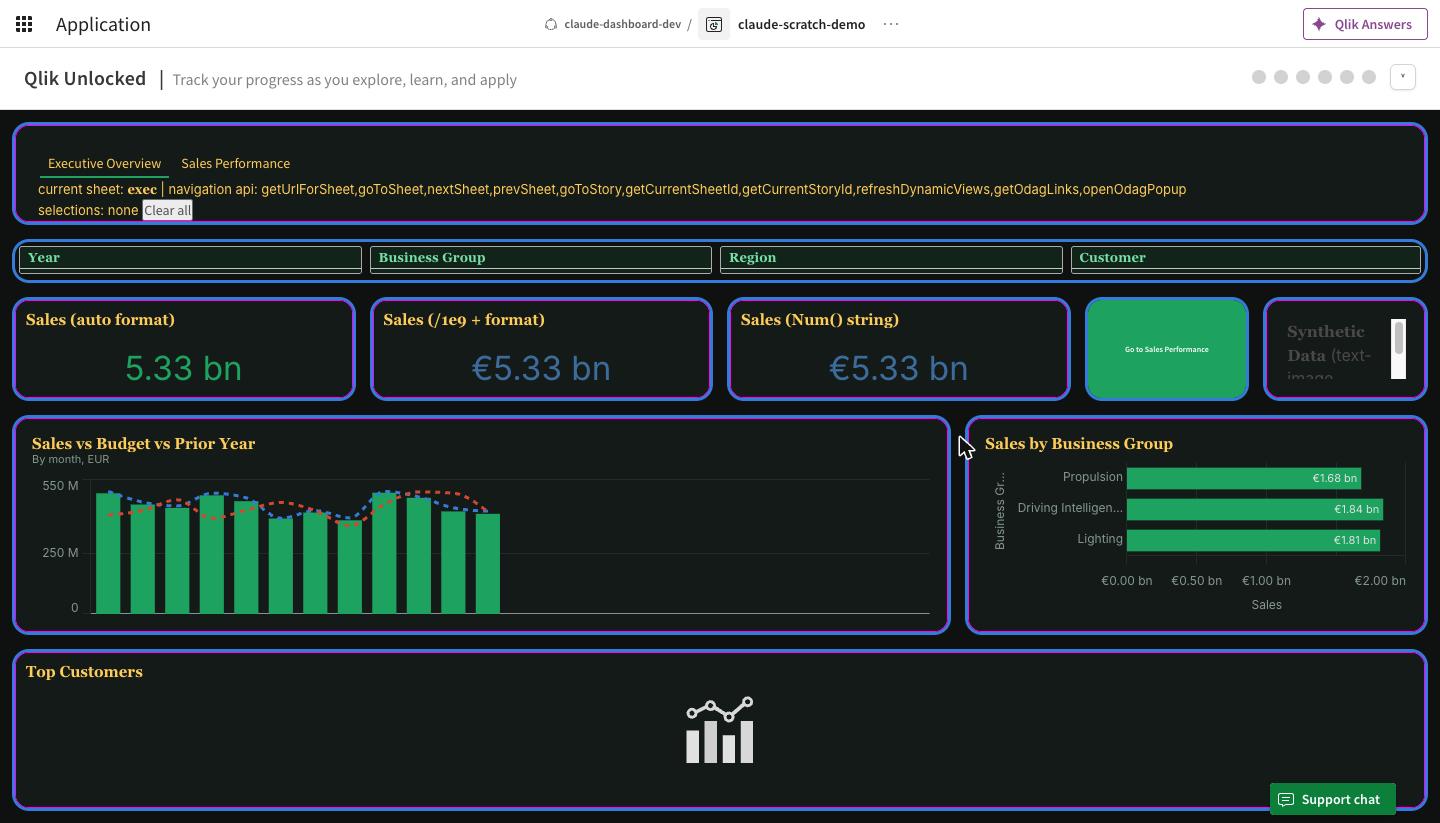 Application
claude-dashboard-dev /
claude-scratch-demo
···
Qlik Answers
Qlik Unlocked | Track your progress as you explore, learn, and apply
Executive Overview
Sales Performance
current sheet: exec | navigation api: getUrlForSheet,goToSheet,nextSheet,prevSheet,goToStory,getCurrentSheetId,getCurrentStoryId,refreshDynamicViews,getOdagLinks,openOdagPopup
selections: none Clear all
Year
Business Group
Region
Customer
Sales (auto format)
5.33 bn
Sales (/1e9 + format)
€5.33 bn
Sales (Num() string)
€5.33 bn
Go to Sales Performance
Synthetic
Data (text-
image
Sales vs Budget vs Prior Year
By month, EUR
550 M
250 M
0
Sales by Business Group
Business Gr...
Propulsion
€1.68 bn
Driving Intelligen...
€1.84 bn
Lighting
€1.81 bn
€0.00 bn
€0.50 bn
€1.00 bn
€2.00 bn
Sales
Top Customers
Support chat